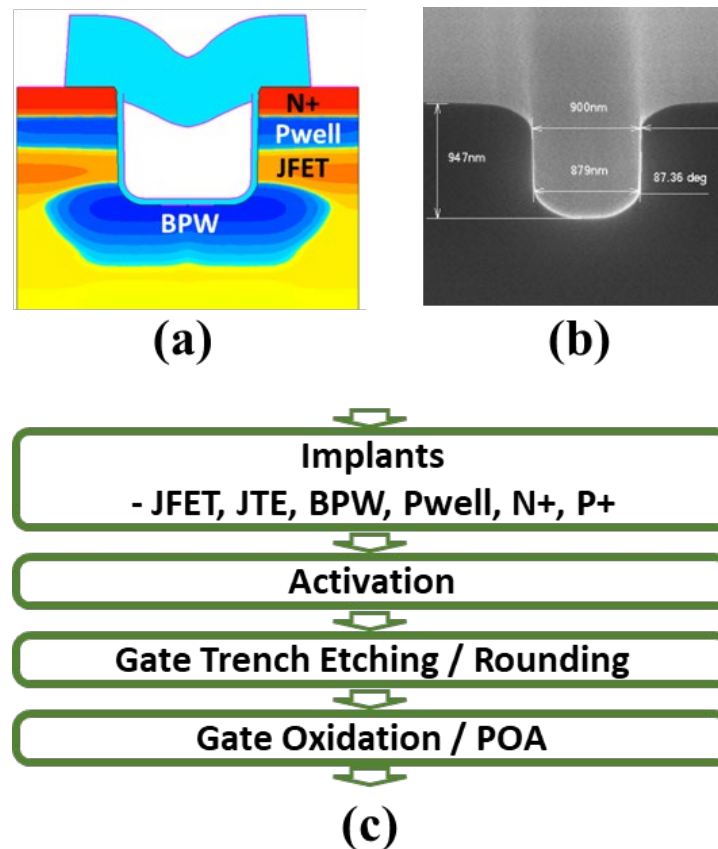 N+
Pwell
JFET
BPW
(a)
900nm
947nm
879nm
87.36 deg
(b)
Implants
- JFET, JTE, BPW, Pwell, N+, P+
Activation
Gate Trench Etching / Rounding
Gate Oxidation / POA
(c)